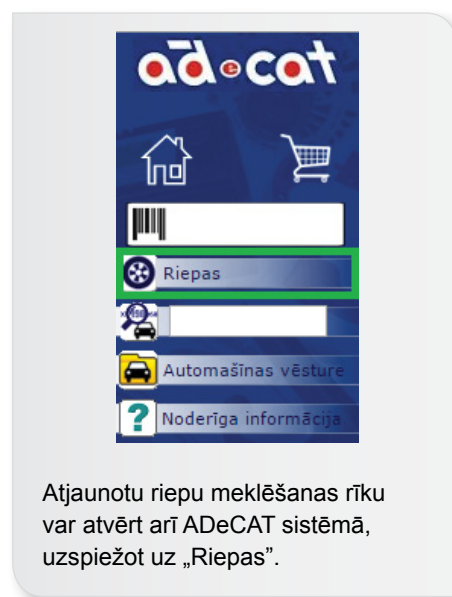 ad e cat
Riepas
Automašīnas vēsture
Noderīga informācija
Atjaunotu riepu meklēšanas rīku
var atvērt arī ADeCAT sistēmā,
uzspiežot uz „Riepas”.